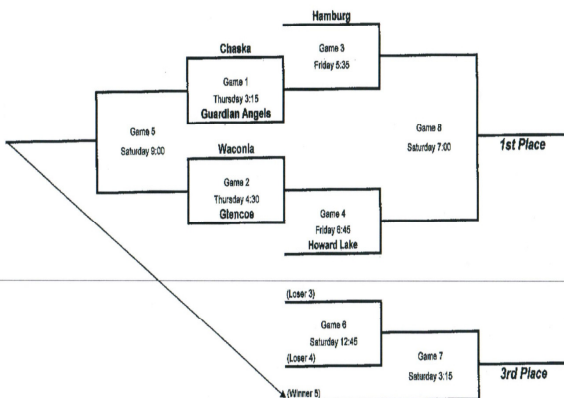 Hamburg
Game 3
Friday 5:35
Chaska
Game 1
Thursday 3:15
Guardian Angels
Game 5
Saturday 9:00
Game 8
Saturday 7:00
1st Place
Waconia
Game 2
Thursday 4:30
Glencoe
Game 4
Friday 6:45
Howard Lake
(Loser 3)
Game 6
Saturday 12:45
(Loser 4)
Game 7
Saturday 3:15
3rd Place
(Winner 5)